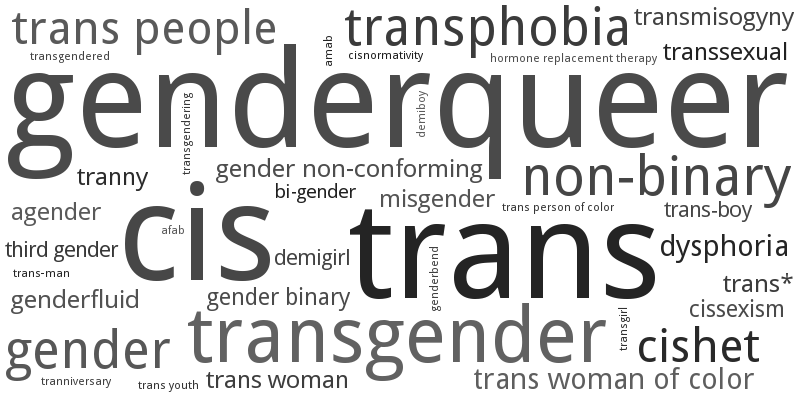 trans people
transphobia
transmisogyny
transgendered
amab
cisnormativity
hormone replacement therapy
transsexual
genderqueer
transgendering
demiboy
tranny
gender non-conforming
non-binary
bi-gender
misgender
agender
cis
afab
trans person of color
trans-boy
third gender
demigirl
trans
dysphoria
trans-man
genderbend
trans*
genderfluid
gender binary
cissexism
gender
transgender
transgirl
cishet
tranniversary
trans youth
trans woman
trans woman of color